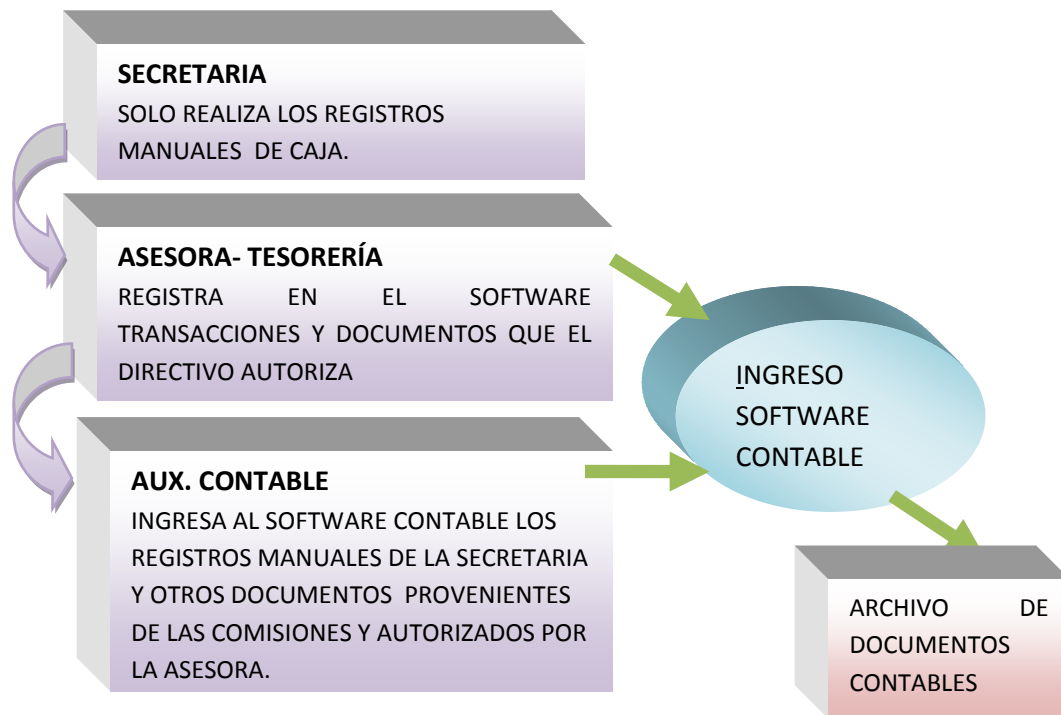 SECRETARIA
SOLO REALIZA LOS REGISTROS
MANUALES DE CAJA.
ASESORA- TESORERÍA
REGISTRA EN EL SOFTWARE
TRANSACCIONES Y DOCUMENTOS QUE EL
DIRECTIVO AUTORIZA
AUX. CONTABLE
INGRESA AL SOFTWARE CONTABLE LOS
REGISTROS MANUALES DE LA SECRETARIA
Y OTROS DOCUMENTOS PROVENIENTES
DE LAS COMISIONES Y AUTORIZADOS POR
LA ASESORA.
INGRESO
SOFTWARE
CONTABLE
ARCHIVO DE
DOCUMENTOS
CONTABLES